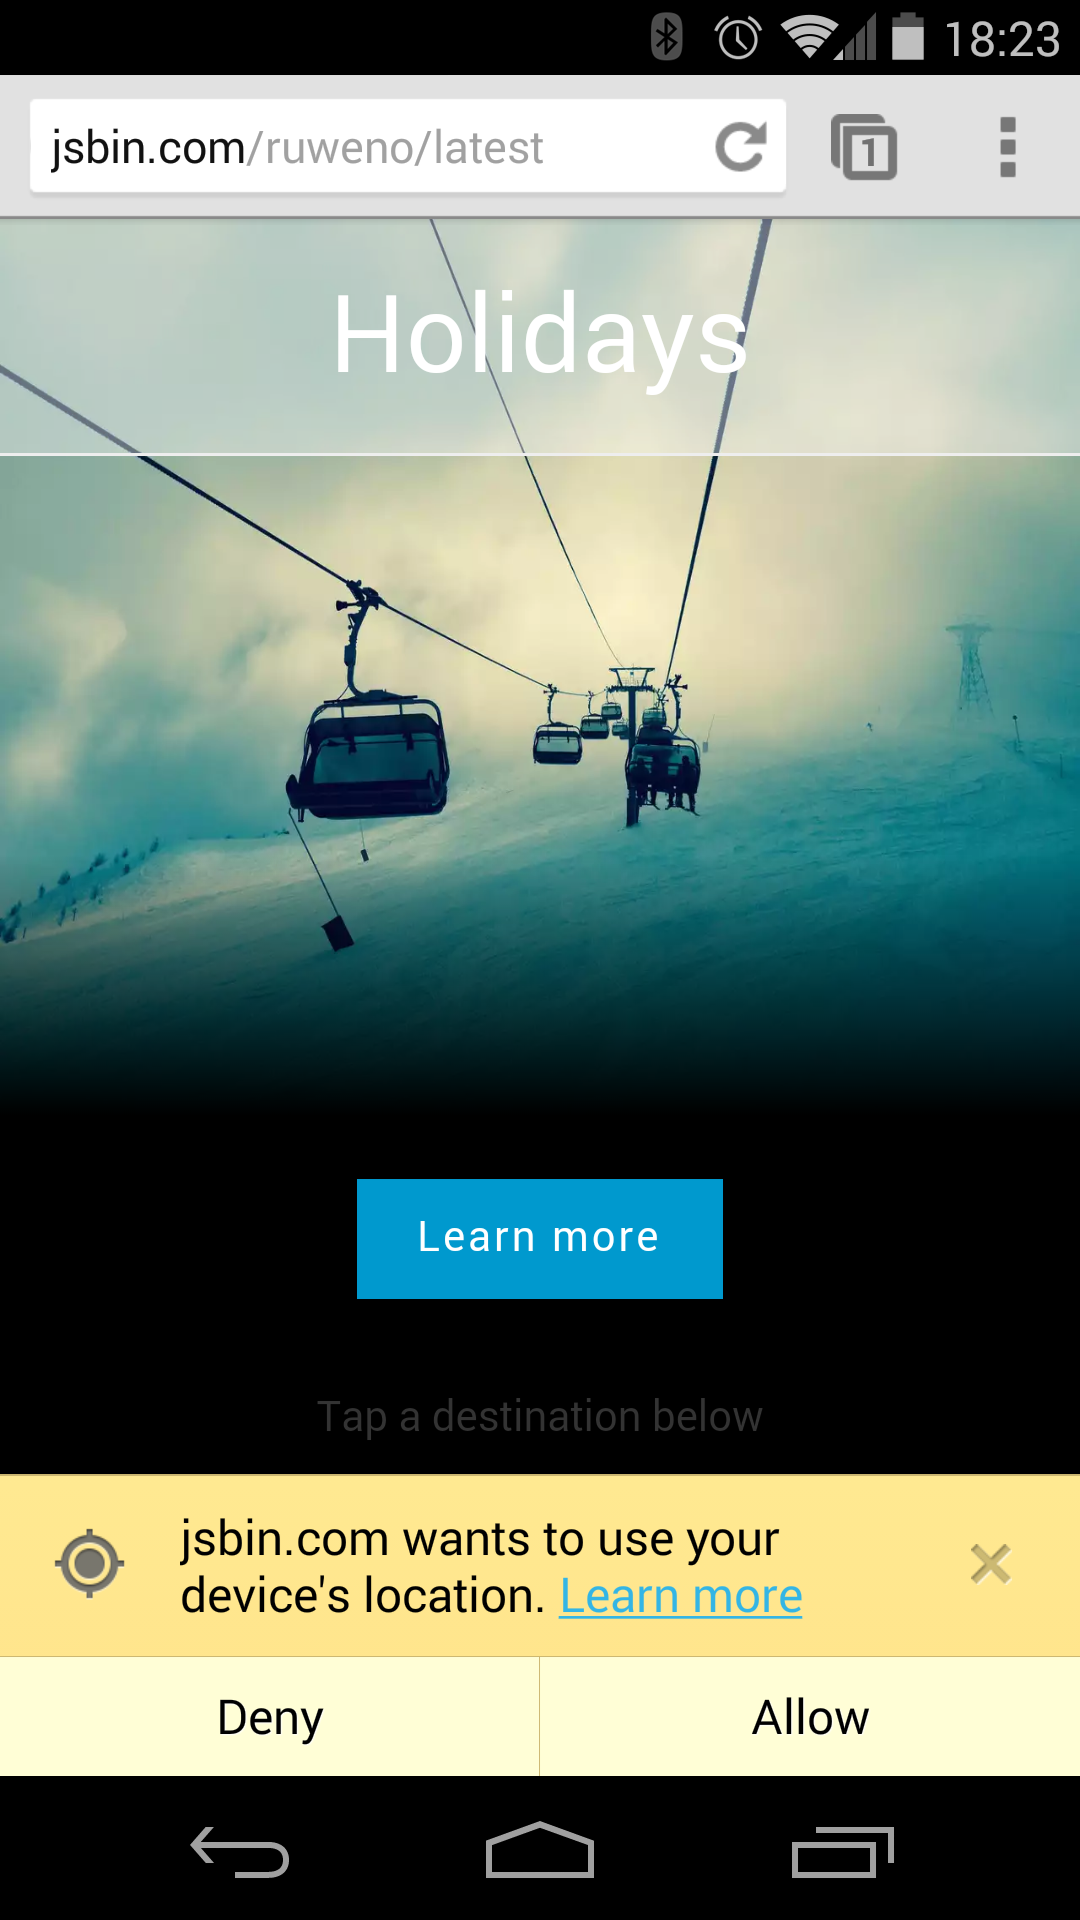 18:23
jsbin.com/ruweno/latest
1
Holidays
Learn more
Tap a destination below
jsbin.com wants to use your
device's location. Learn more
Deny
Allow